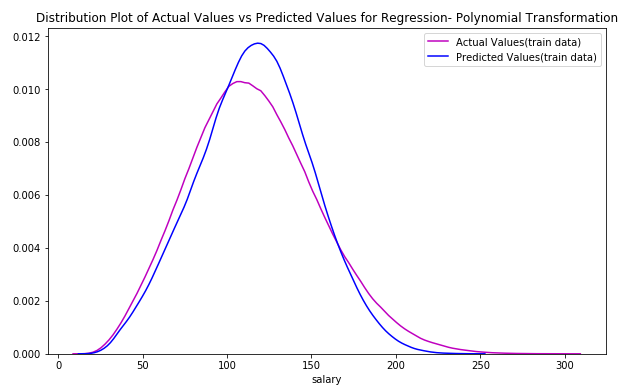 Distribution Plot of Actual Values vs Predicted Values for Regression- Polynomial Transformation
Actual Values(train data)
Predicted Values(train data)
0.012
0.010
0.008
0.006
0.004
0.002
0.000
0 50 100 150 200 250 300
salary